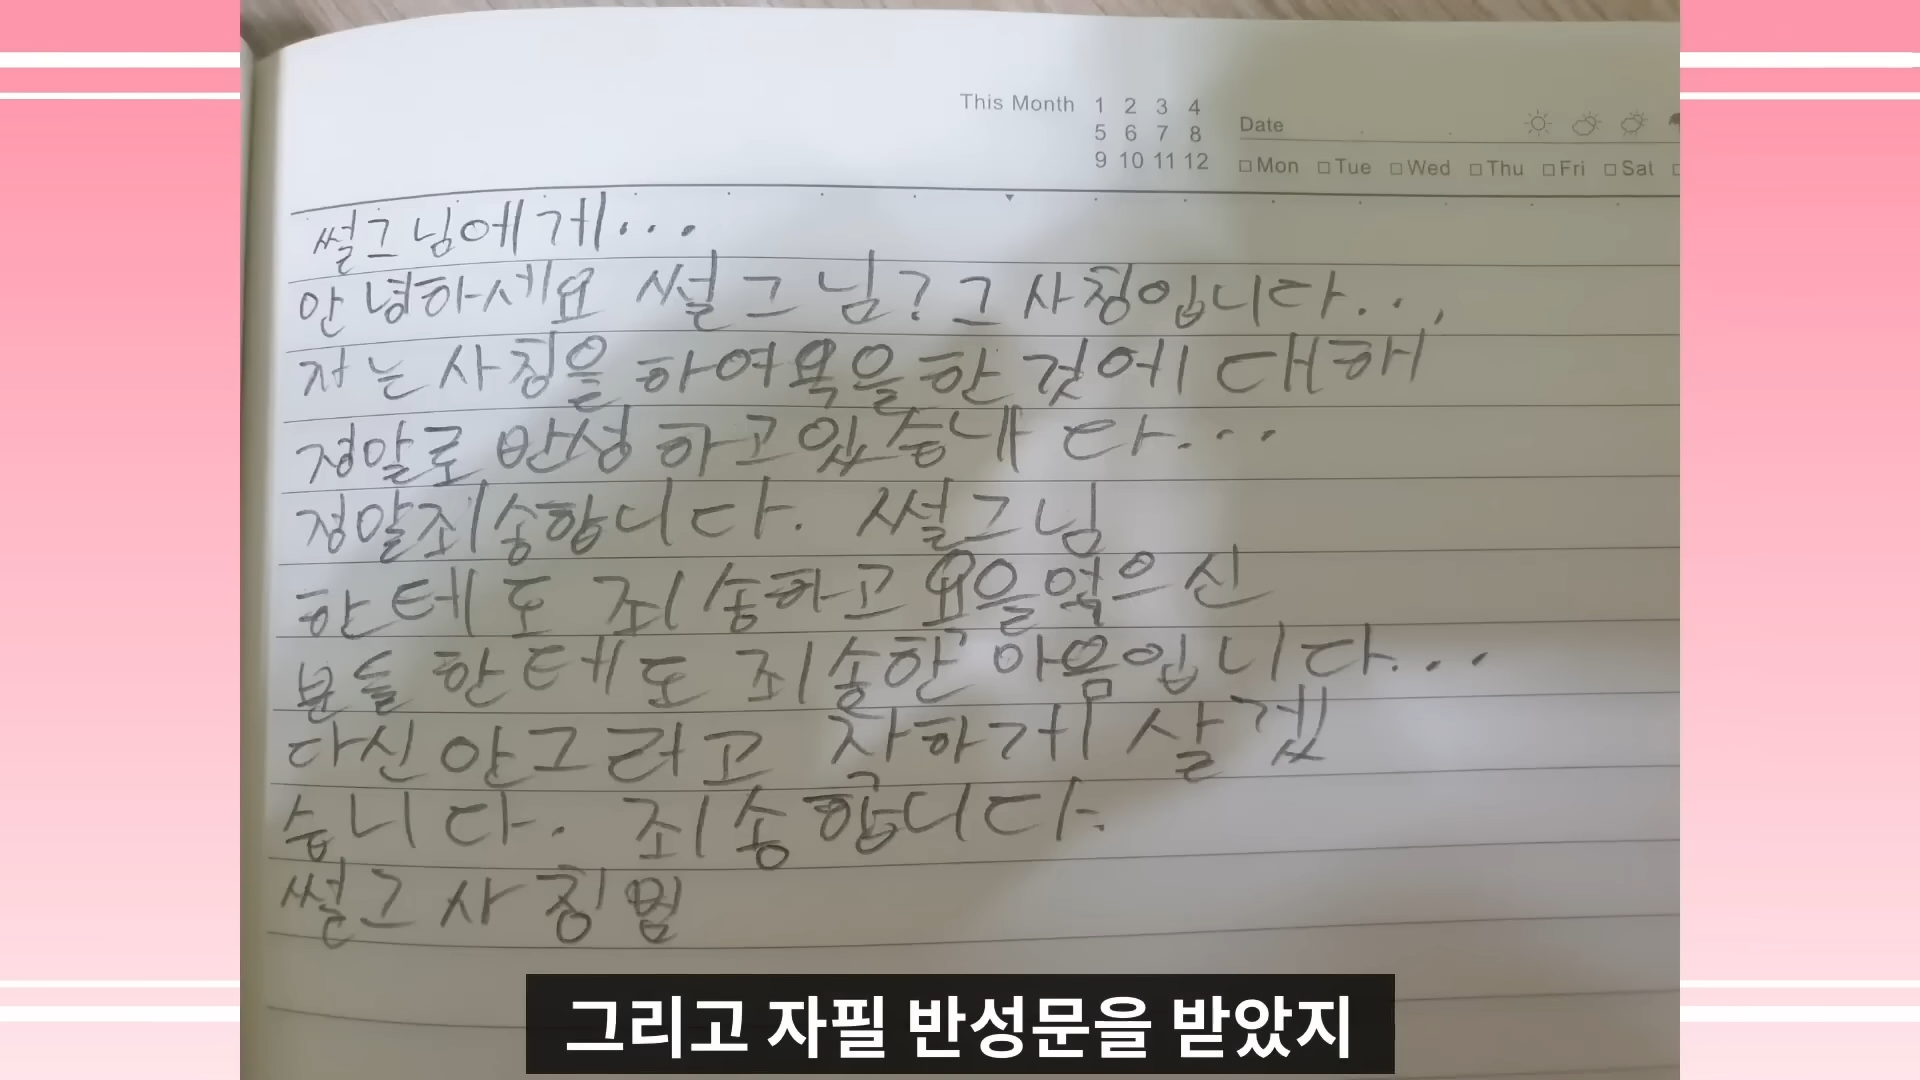 This Month 1 2 3 4
5 6 7 8
9 10 11 12
Date
Mon Tue Wed Thu Fri Sat
썰그님에게...
안녕하세요 썰그님? 그 사칭입니다...
저는 사칭을 하여 욕을 한 것에 대해
정말로 반성하고있습니다...
정말죄송합니다. 썰그님
한테도 죄송하고 욕을먹으신
분들한테도 죄송한 마음입니다...
다신 안그러고 착하게 살겠
습니다. 죄송합니다.
썰그사칭범
그리고 자필 반성문을 받았지